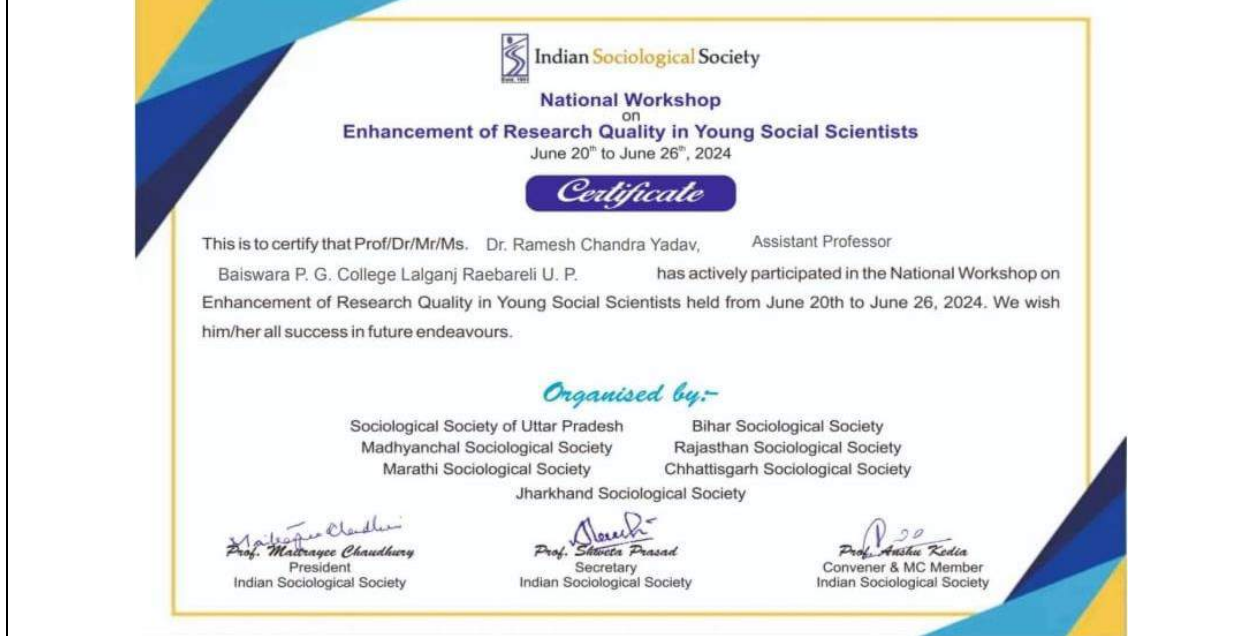 Indian Sociological Society
National Workshop
on
Enhancement of Research Quality in Young Social Scientists
June 20th to June 26th, 2024
Certificate
This is to certify that Prof/Dr/Mr/Ms. Dr. Ramesh Chandra Yadav, Assistant Professor
Baiswara P. G. College Lalganj Raebareli U. P. has actively participated in the National Workshop on
Enhancement of Research Quality in Young Social Scientists held from June 20th to June 26, 2024. We wish
him/her all success in future endeavours.
Organised by:-
Sociological Society of Uttar Pradesh Bihar Sociological Society
Madhyanchal Sociological Society Rajasthan Sociological Society
Marathi Sociological Society Chhattisgarh Sociological Society
Jharkhand Sociological Society
Prof. Maitrayee Chaudhury Prof. Shweta Prasad Prof. Anshu Kedia
President Secretary Convener & MC Member
Indian Sociological Society Indian Sociological Society Indian Sociological Society